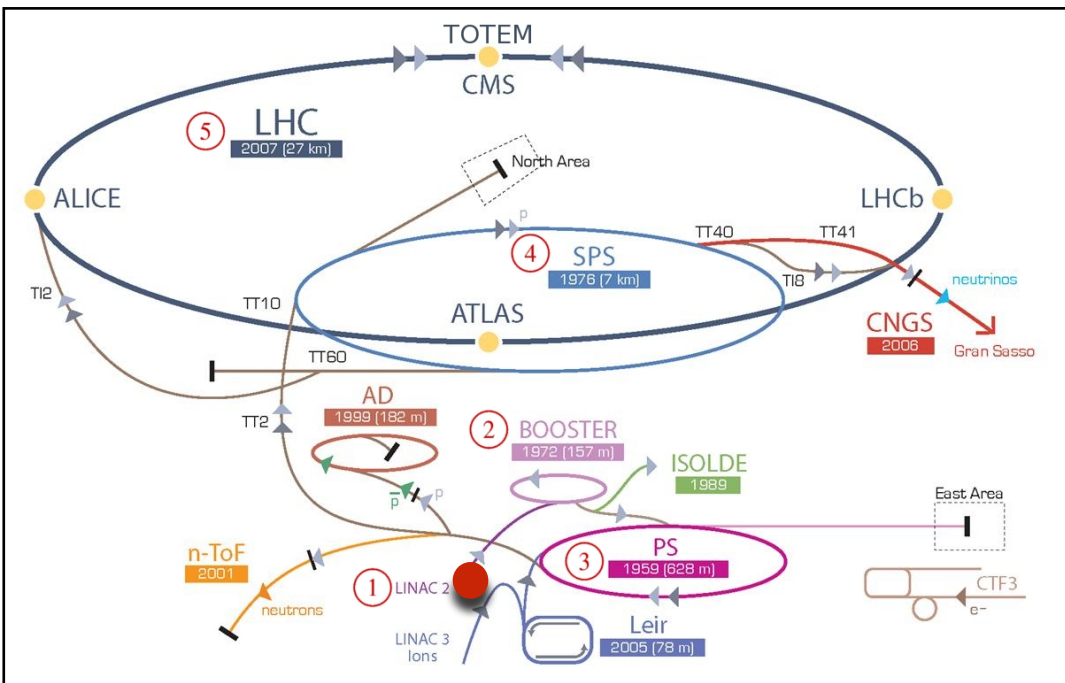 TOTEM
CMS
5
LHC
2007 (27 km)
North Area
ALICE
LHCb
p
TT40
TT41
4
SPS
1976 (7 km)
TI2
TT10
TI8
neutrinos
ATLAS
CNGS
2006
Gran Sasso
TT60
AD
1999 (182 m)
TT2
2
BOOSTER
1972 (157 m)
ISOLDE
1989
p
p
East Area
n-ToF
2001
3
PS
1959 (628 m)
1
LINAC 2
neutrons
CTF3
e-
LINAC 3
Ions
Leir
2005 (78 m)